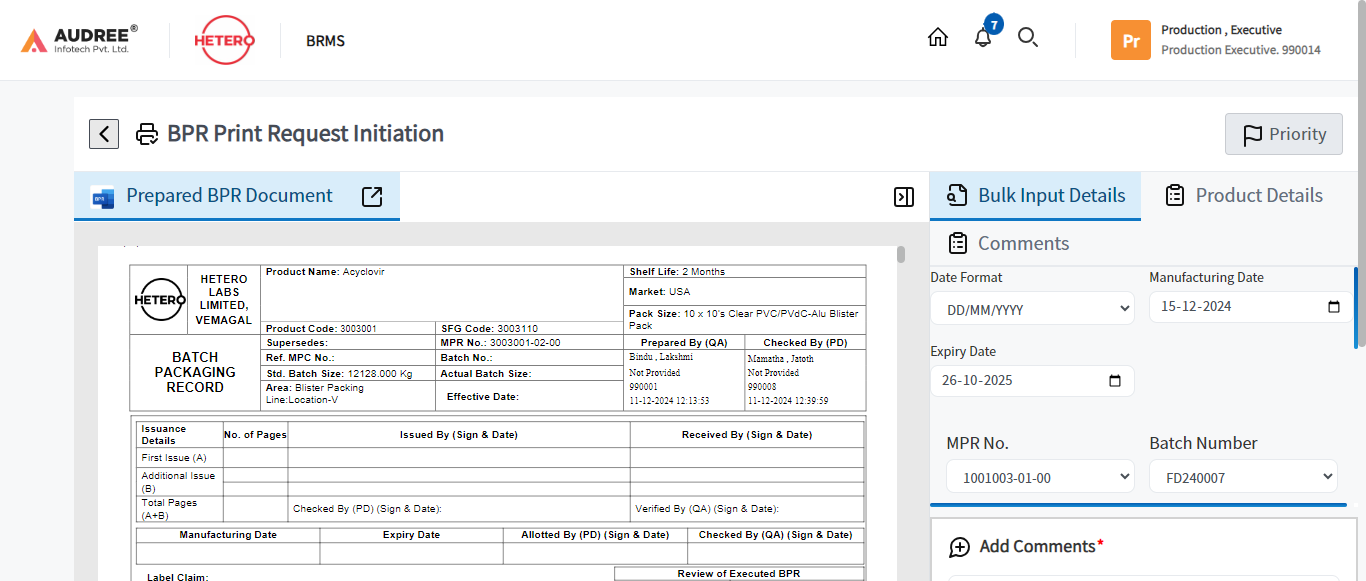 AUDREE®
Infotech Pvt. Ltd.
HETERO
BRMS
7
Pr
Production , Executive
Production Executive. 990014
BPR Print Request Initiation
Priority
BPR
Prepared BPR Document
Bulk Input Details
Product Details
Comments
HETERO
HETERO
LABS
LIMITED,
VEMAGAL
Product Name: Acyclovir
Shelf Life: 2 Months
Market: USA
Pack Size: 10 x 10's Clear PVC/PVdC-Alu Blister
Pack
Product Code: 3003001
SFG Code: 3003110
BATCH
PACKAGING
RECORD
Supersedes:
MPR No.: 3003001-02-00
Prepared By (QA)
Checked By (PD)
Ref. MPC No.:
Batch No.:
Std. Batch Size: 12128.000 Kg
Actual Batch Size:
Area: Blister Packing
Line:Location-V
Effective Date:
Bindu , Lakshmi
Not Provided
990001
11-12-2024 12:13:53
Mamatha , Jatoth
Not Provided
990008
11-12-2024 12:39:59
Issuance
Details
No. of Pages
Issued By (Sign & Date)
Received By (Sign & Date)
First Issue (A)
Additional Issue
(B)
Total Pages
(A+B)
Checked By (PD) (Sign & Date):
Verified By (QA) (Sign & Date):
Manufacturing Date
Expiry Date
Allotted By (PD) (Sign & Date)
Checked By (QA) (Sign & Date)
Label Claim:
Review of Executed BPR
Date Format
Manufacturing Date
DD/MM/YYYY
15-12-2024
Expiry Date
26-10-2025
MPR No.
Batch Number
1001003-01-00
FD240007
Add Comments*